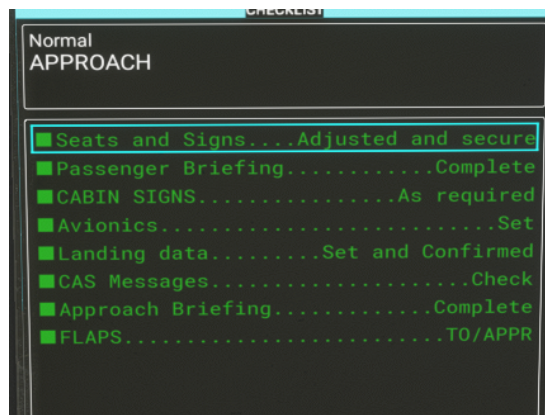 CHECKLIST
Normal
APPROACH
Seats and Signs....Adjusted and secure
Passenger Briefing............Complete
CABIN SIGNS................As required
Avionics...........................Set
Landing data.........Set and Confirmed
CAS Messages.....................Check
Approach Briefing.............Complete
FLAPS..........................TO/APPR